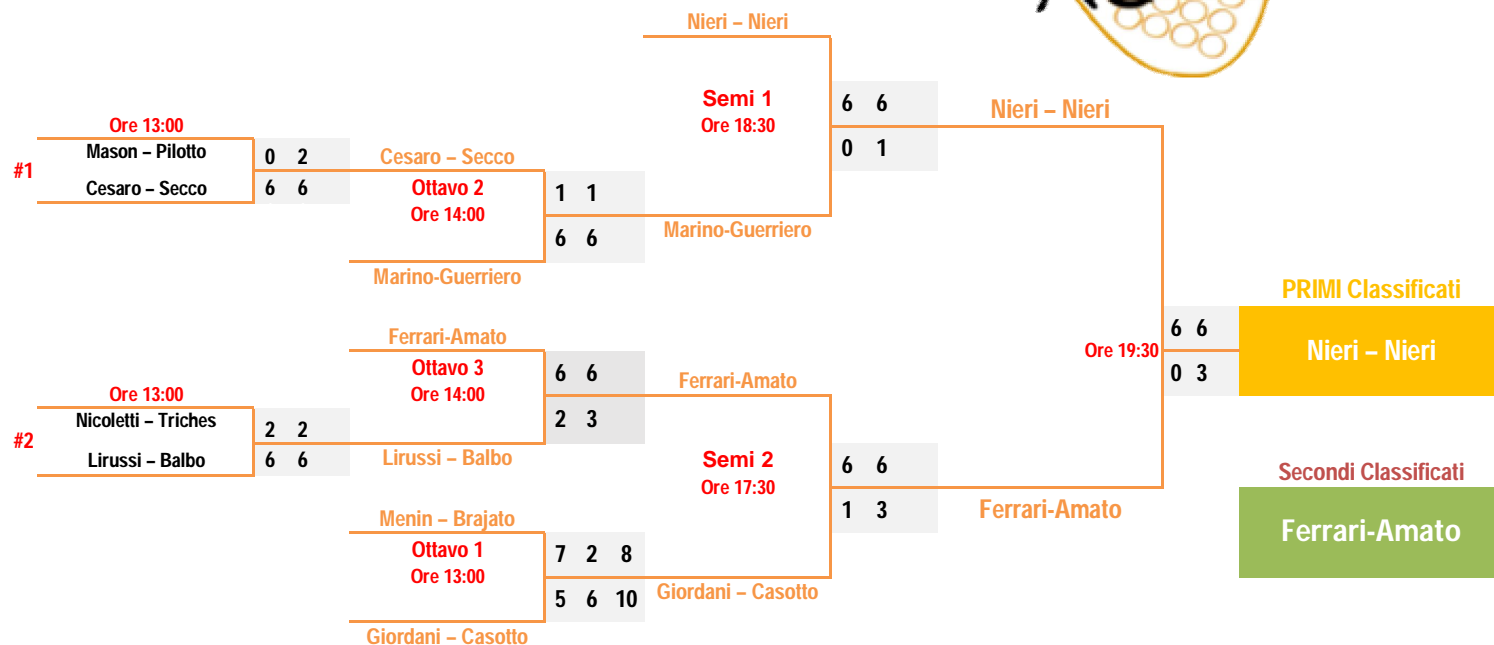 Nieri – Nieri
Semi 1
Ore 18:30
6 6
0 1
Nieri – Nieri
Ore 13:00
#1
Mason – Pilotto
Cesaro – Secco
0 2
6 6
Cesaro – Secco
Ottavo 2
Ore 14:00
1 1
6 6
Marino-Guerriero
Marino-Guerriero
Ferrari-Amato
Ottavo 3
Ore 14:00
6 6
2 3
Ferrari-Amato
Ore 13:00
#2
Nicoletti – Triches
Lirussi – Balbo
2 2
6 6
Lirussi – Balbo
Semi 2
Ore 17:30
6 6
1 3
Ferrari-Amato
Menin – Brajato
Ottavo 1
Ore 13:00
7 2 8
5 6 10
Giordani – Casotto
Giordani – Casotto
Ore 19:30
6 6
0 3
PRIMI Classificati
Nieri – Nieri
Secondi Classificati
Ferrari-Amato